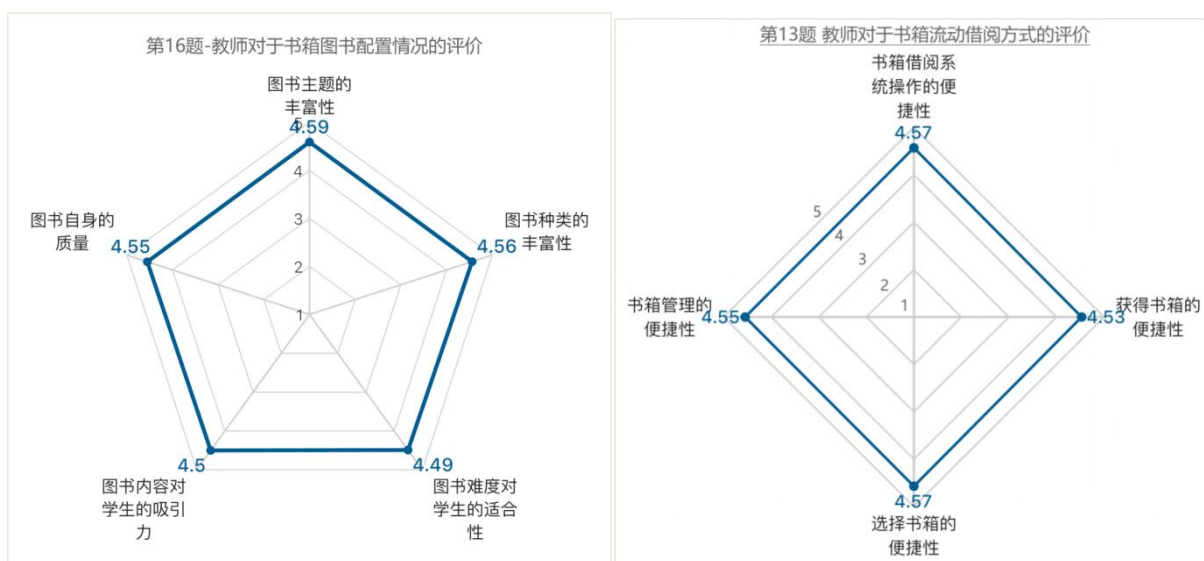 第16题-教师对于书箱图书配置情况的评价
图书主题的
丰富性
5
4.59
4
3
2
1
图书自身的
质量
4.55
图书种类的
丰富性
4.56
4.5
图书内容对
学生的吸引
力
4.49
图书难度对
学生的适合
性
第13题 教师对于书箱流动借阅方式的评价
书箱借阅系
统操作的便
捷性
4.57
5
4
3
2
1
书箱管理的
便捷性
4.55
4.53
获得书箱的
便捷性
4.57
选择书箱的
便捷性